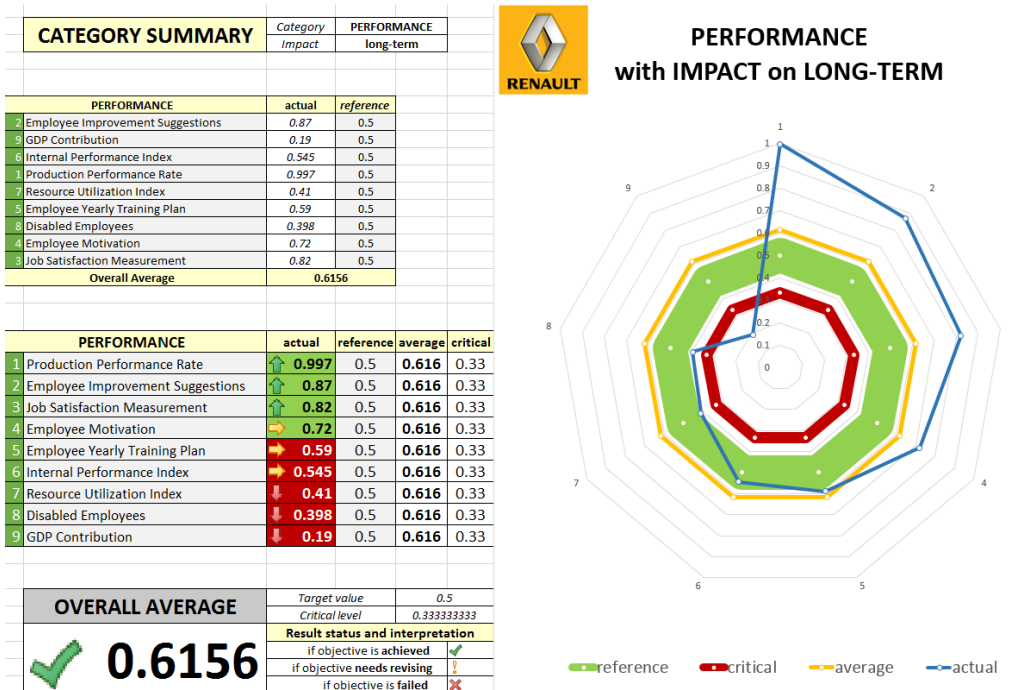 CATEGORY SUMMARY
Category PERFORMANCE
Impact long-term
PERFORMANCE actual reference
2 Employee Improvement Suggestions 0.87 0.5
9 GDP Contribution 0.19 0.5
6 Internal Performance Index 0.545 0.5
1 Production Performance Rate 0.997 0.5
7 Resource Utilization Index 0.41 0.5
5 Employee Yearly Training Plan 0.59 0.5
8 Disabled Employees 0.398 0.5
4 Employee Motivation 0.72 0.5
3 Job Satisfaction Measurement 0.82 0.5
Overall Average 0.6156
PERFORMANCE actual reference average critical
1 Production Performance Rate 0.997 0.5 0.616 0.33
2 Employee Improvement Suggestions 0.87 0.5 0.616 0.33
3 Job Satisfaction Measurement 0.82 0.5 0.616 0.33
4 Employee Motivation 0.72 0.5 0.616 0.33
5 Employee Yearly Training Plan 0.59 0.5 0.616 0.33
6 Internal Performance Index 0.545 0.5 0.616 0.33
7 Resource Utilization Index 0.41 0.5 0.616 0.33
8 Disabled Employees 0.398 0.5 0.616 0.33
9 GDP Contribution 0.19 0.5 0.616 0.33
OVERALL AVERAGE
Target value 0.5
Critical level 0.333333333
Result status and interpretation
0.6156
if objective is achieved
if objective needs revising
if objective is failed
RENAULT
PERFORMANCE
with IMPACT on LONG-TERM
1
2
4
5
6
7
8
9
1
0.9
0.8
0.7
0.6
0.5
0.4
0.2
0.1
0
reference critical average actual